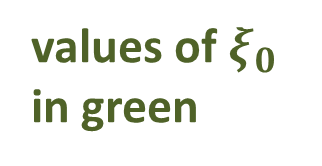 values of ξ₀
in green